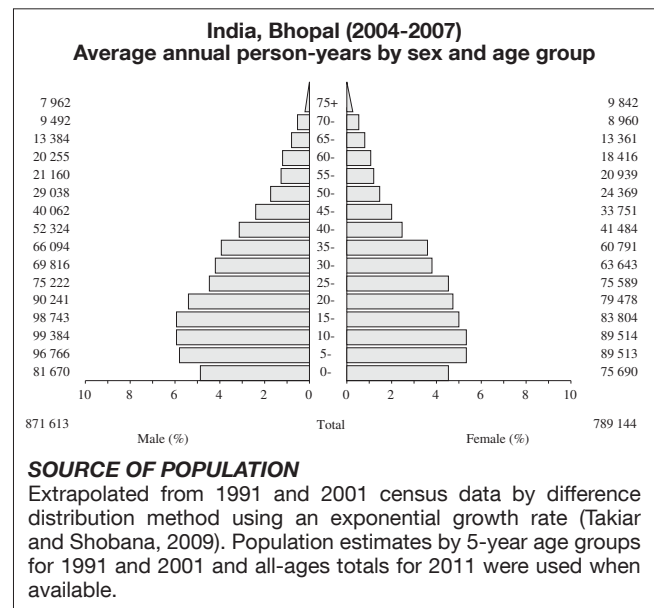 India, Bhopal (2004-2007)
Average annual person-years by sex and age group
7 962 75+ 9 842
9 492 70- 8 960
13 384 65- 13 361
20 255 60- 18 416
21 160 55- 20 939
29 038 50- 24 369
40 062 45- 33 751
52 324 40- 41 484
66 094 35- 60 791
69 816 30- 63 643
75 222 25- 75 589
90 241 20- 79 478
98 743 15- 83 804
99 384 10- 89 514
96 766 5- 89 513
81 670 0- 75 690
10 8 6 4 2 0 0 2 4 6 8 10
871 613 Total 789 144
Male (%) Female (%)
SOURCE OF POPULATION
Extrapolated from 1991 and 2001 census data by difference
distribution method using an exponential growth rate (Takiar
and Shobana, 2009). Population estimates by 5-year age groups
for 1991 and 2001 and all-ages totals for 2011 were used when
available.